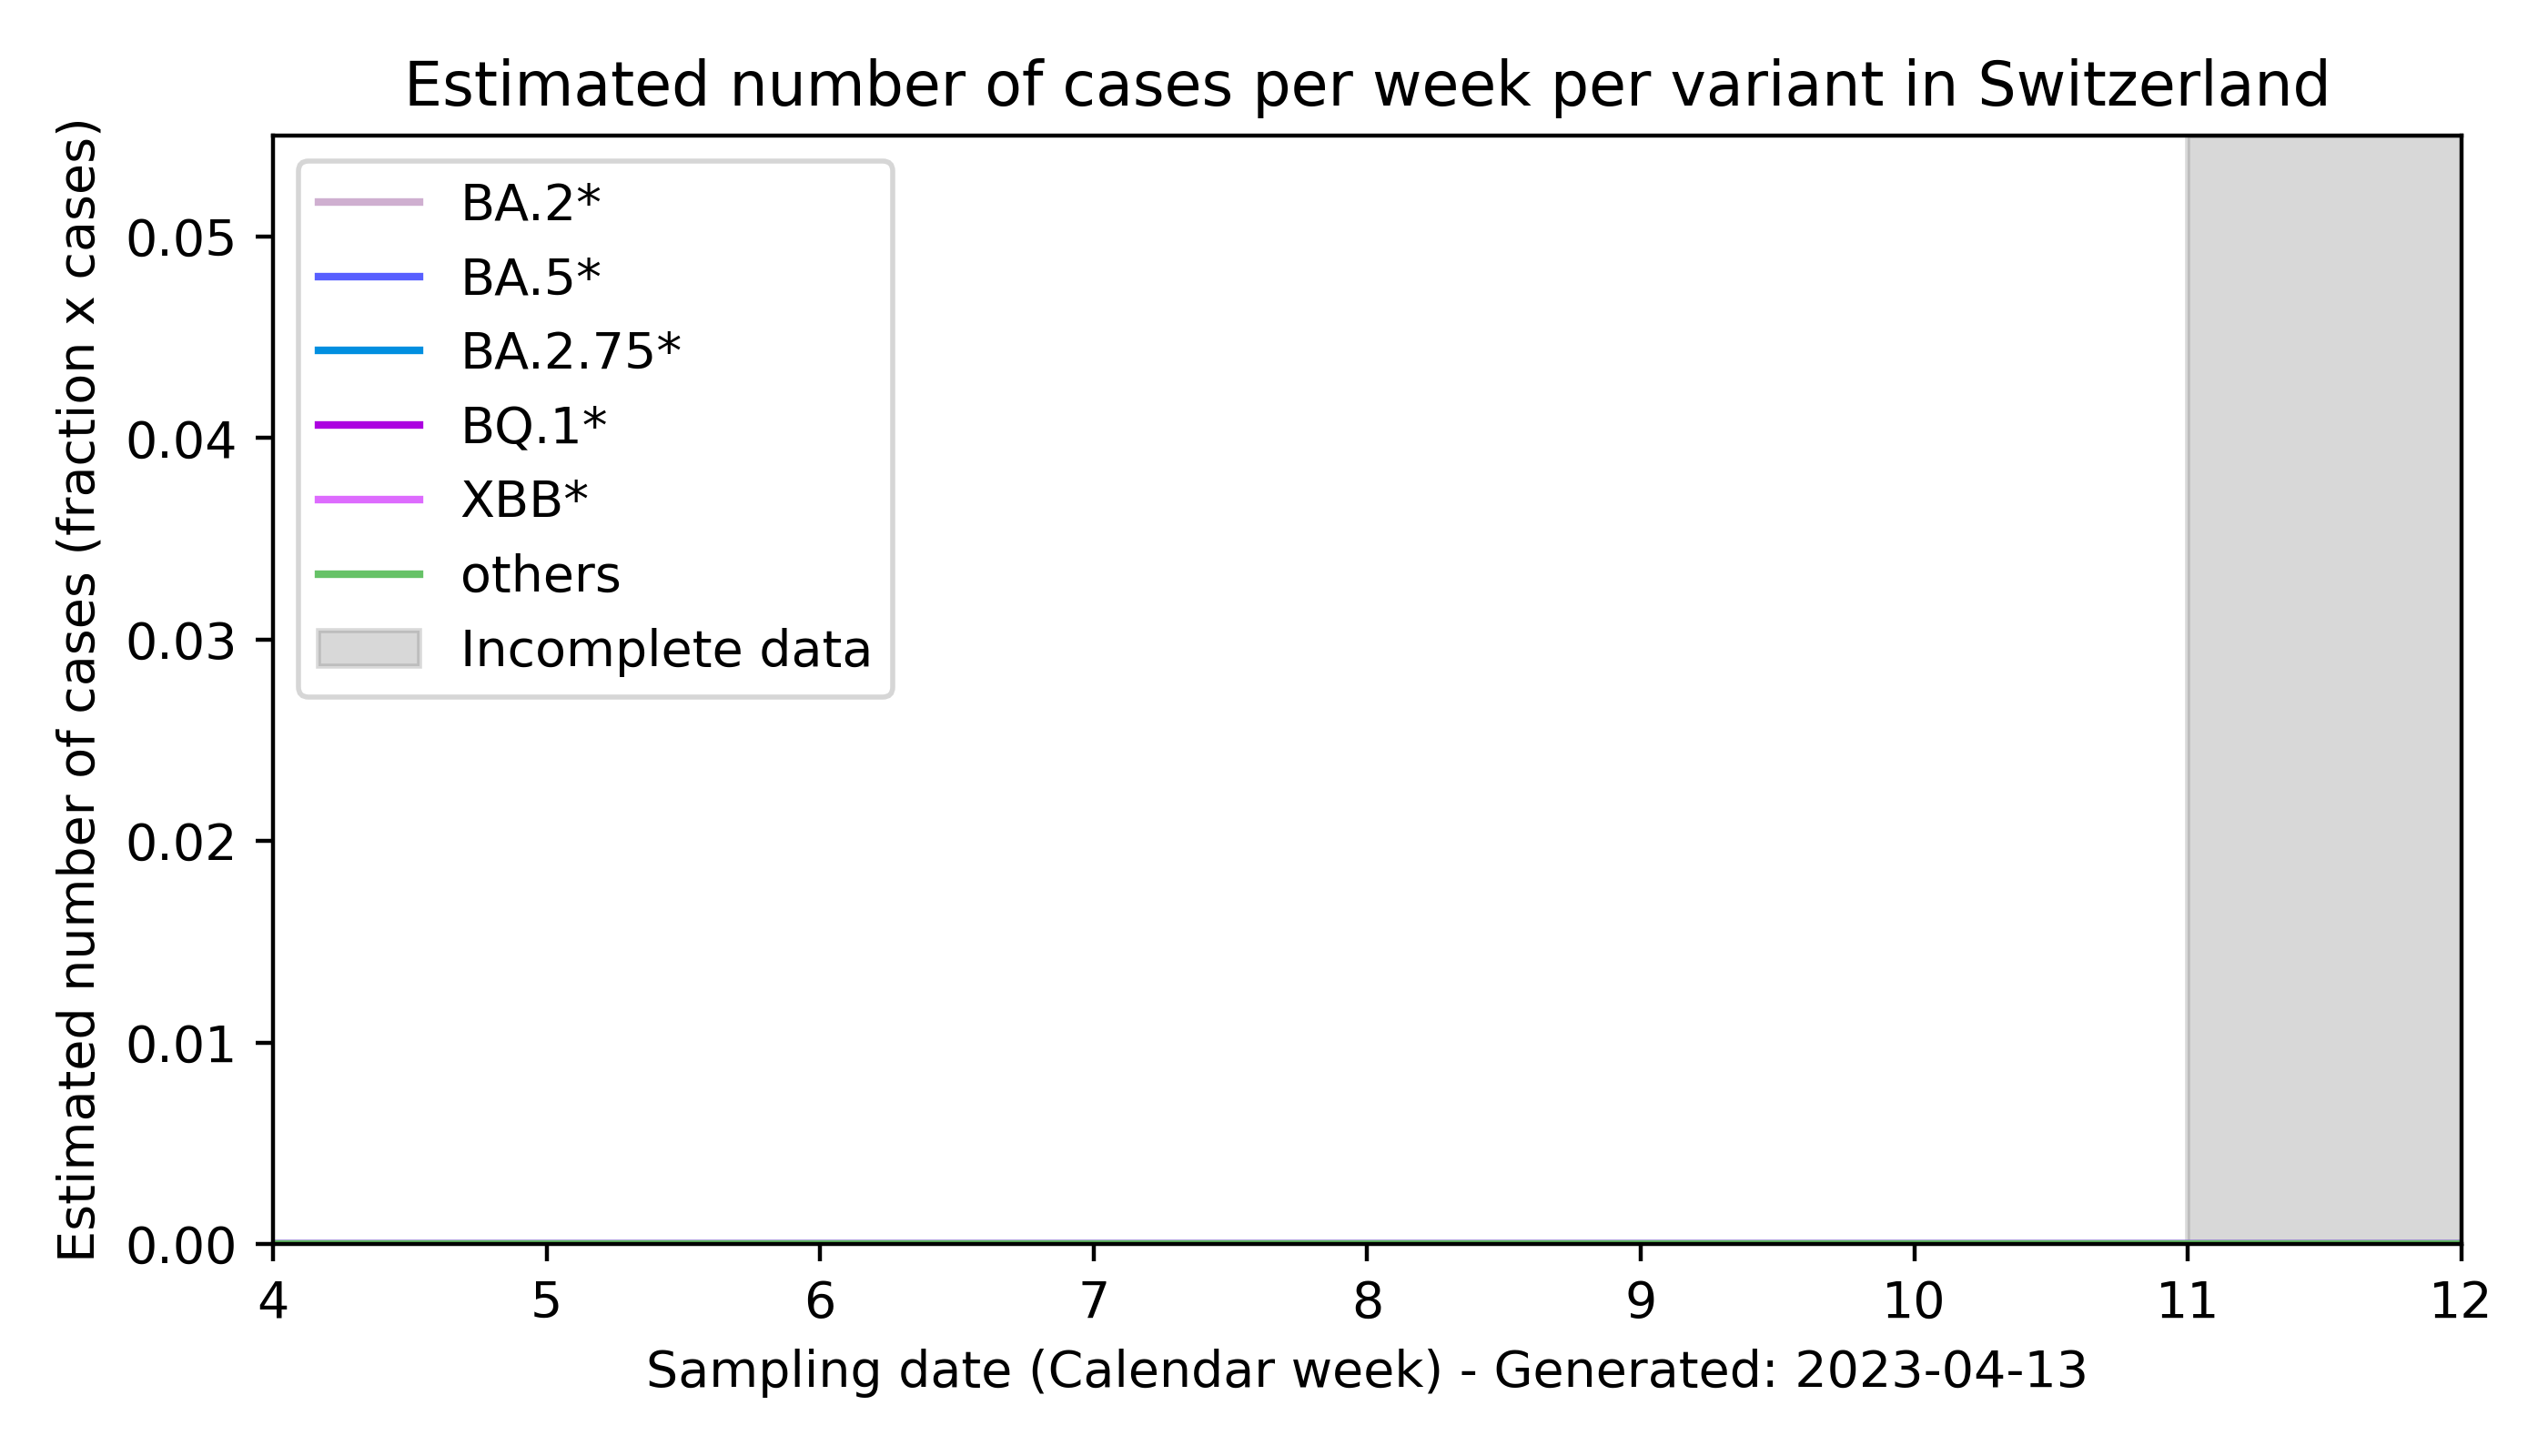 Estimated number of cases per week per variant in Switzerland
Estimated number of cases (fraction x cases)
0.05
0.04
0.03
0.02
0.01
0.00
BA.2*
BA.5*
BA.2.75*
BQ.1*
XBB*
others
Incomplete data
4 5 6 7 8 9 10 11 12
Sampling date (Calendar week) - Generated: 2023-04-13